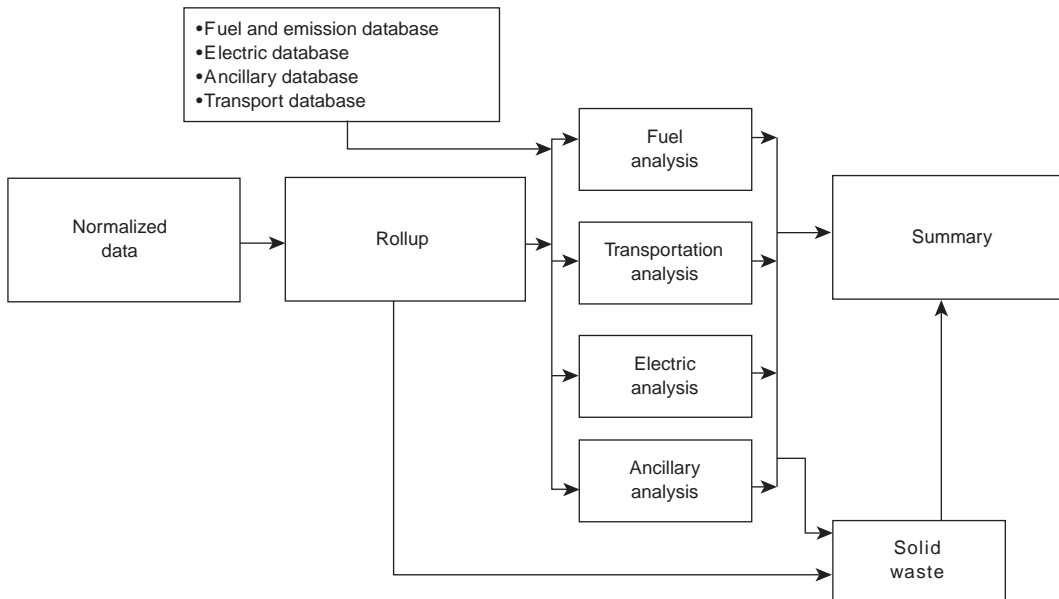 •Fuel and emission database
•Electric database
•Ancillary database
•Transport database
Fuel
analysis
Normalized
data
Rollup
Transportation
analysis
Summary
Electric
analysis
Ancillary
analysis
Solid
waste